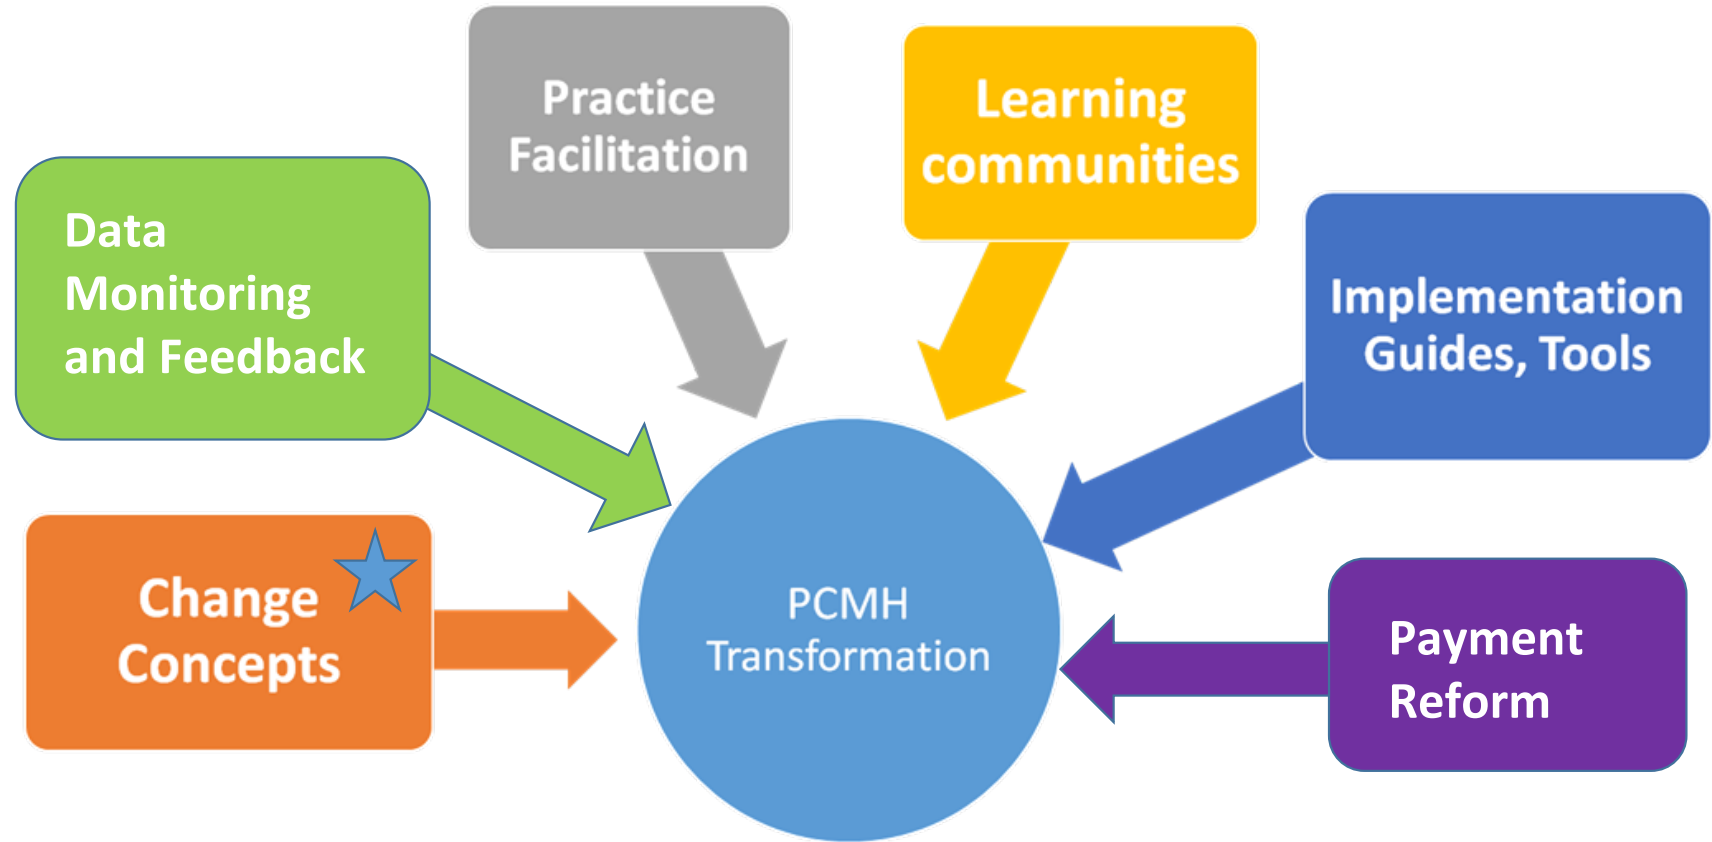 Practice
Facilitation
Learning
communities
Data
Monitoring
and Feedback
Implementation
Guides, Tools
Change
Concepts
PCMH
Transformation
Payment
Reform